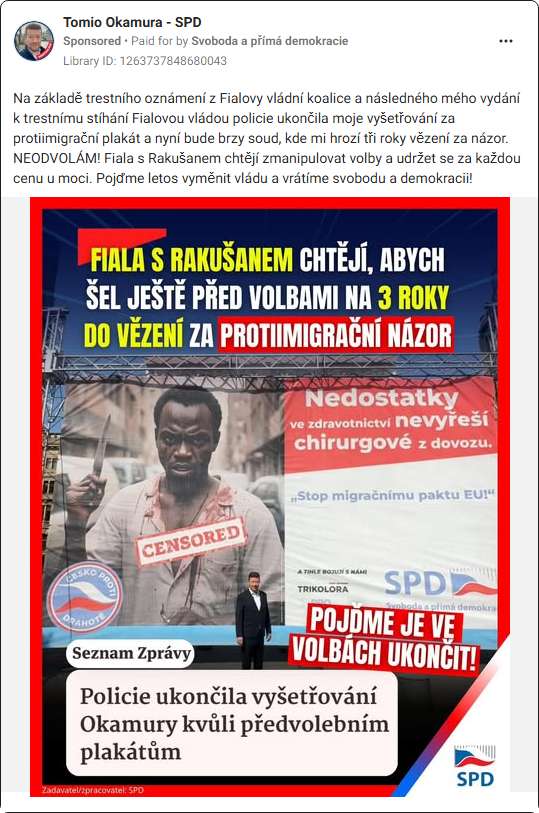 Tomio Okamura - SPD
Sponsored • Paid for by Svoboda a přímá demokracie
Library ID: 1263737848680043
Na základě trestního oznámení z Fialovy vládní koalice a následného mého vydání
k trestnímu stíhání Fialovou vládou policie ukončila moje vyšetřování za
protiimigrační plakát a nyní bude brzy soud, kde mi hrozí tři roky vězení za názor.
NEODVOLÁM! Fiala s Rakušanem chtějí zmanipulovat volby a udržet se za každou
cenu u moci. Pojďme letos vyměnit vládu a vrátíme svobodu a demokracii!
FIALA S RAKUŠANEM CHTĚJÍ, ABYCH
ŠEL JEŠTĚ PŘED VOLBAMI NA 3 ROKY
DO VĚZENÍ ZA PROTIIMIGRAČNÍ NÁZOR
Nedostatky
ve zdravotnictví nevyřeší
chirurgové z dovozu.
„Stop migračnímu paktu EU!"
CENSORED
ČESKO PROTI
DRAHOTĚ
A TIHLE BOJUJÍ S NÁMI
TRIKOLORA
SPD
Svoboda a přímá demokra
POJĎME JE VE
VOLBÁCH UKONČIT!
Seznam Zprávy
Policie ukončila vyšetřování
Okamury kvůli předvolebním
plakátům
SPD
Zadavatel/zpracovatel: SPD